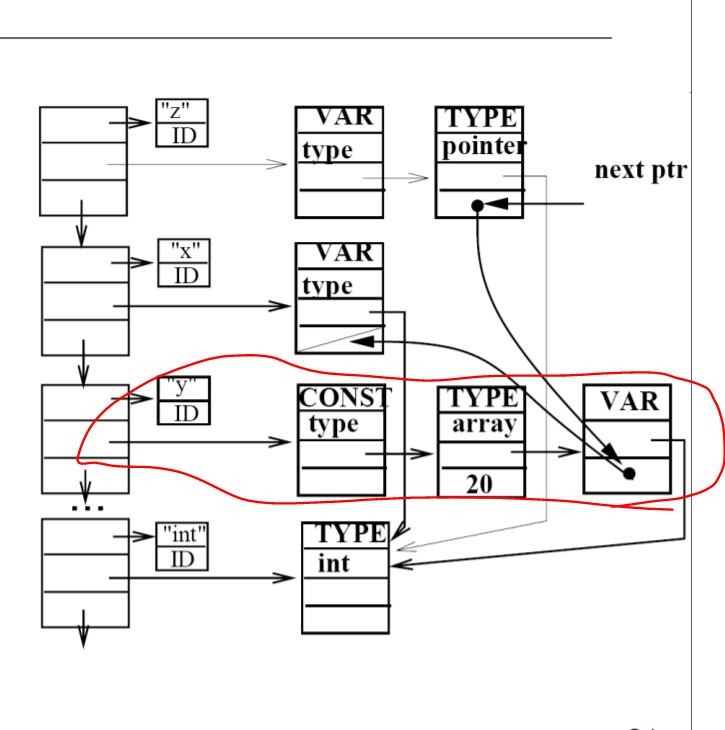 "z"
ID
VAR
type
TYPE
pointer
next ptr
"x"
ID
VAR
type
"y"
ID
CONST
type
TYPE
array
20
VAR
...
"int"
ID
TYPE
int